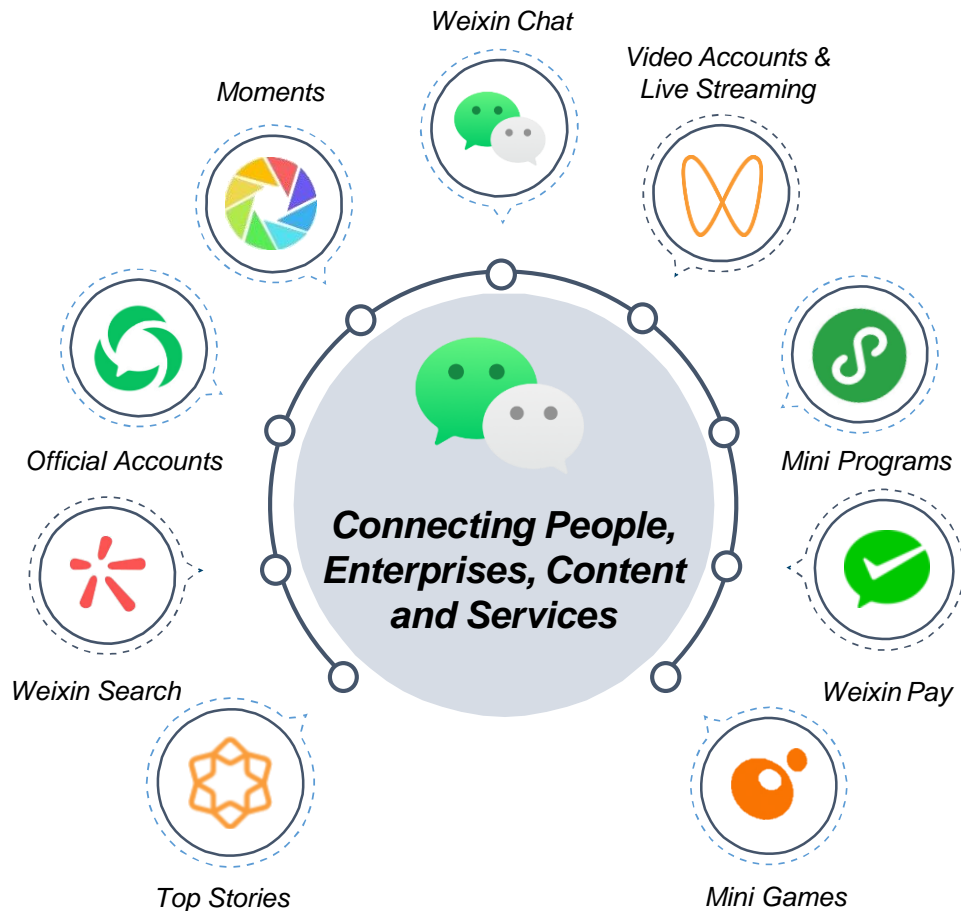 Weixin Chat
Video Accounts &
Live Streaming
Moments
Official Accounts
Mini Programs
Connecting People,
Enterprises, Content
and Services
Weixin Search
Weixin Pay
Top Stories
Mini Games